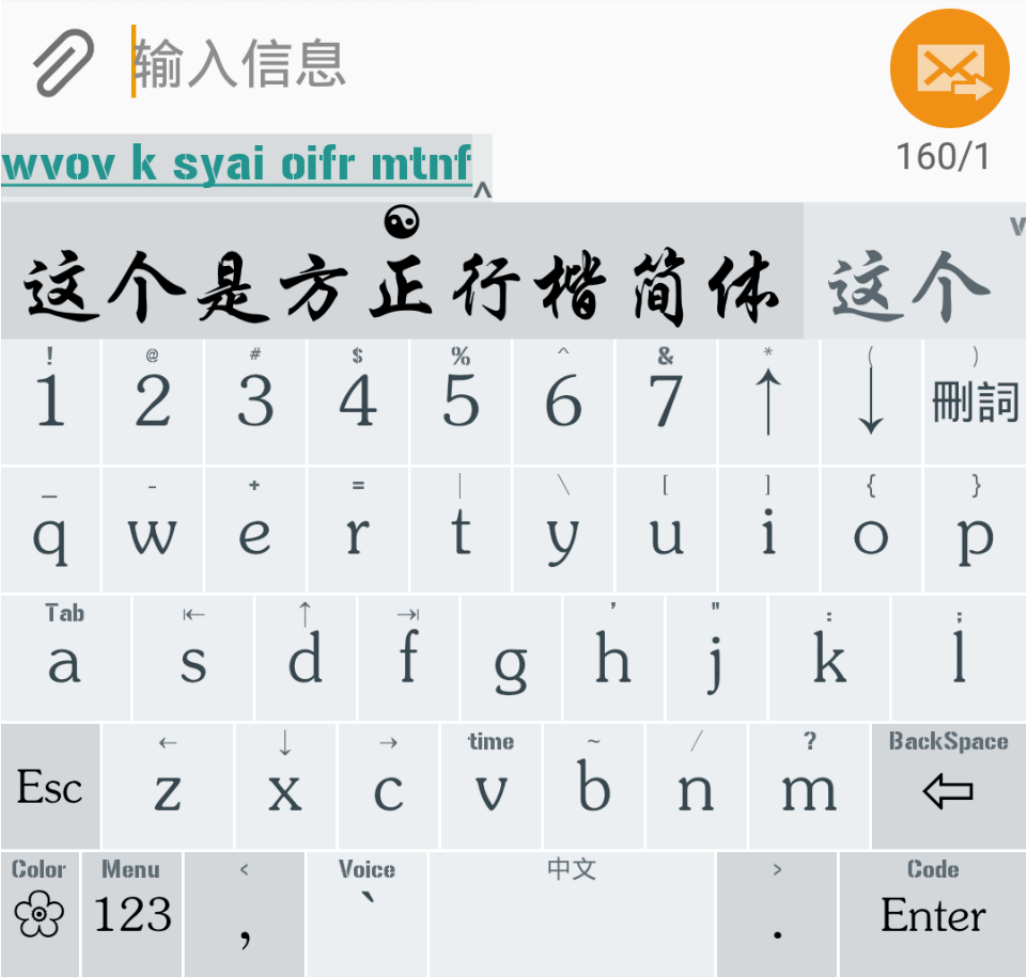 输入信息
160/1
wvov k syai oifr mtnf
^
这个是方正行楷简体 这个
v
! @ # $ % ^ & * ( )
1 2 3 4 5 6 7 ↑ ↓ 刪詞
_ - + = | \ [ ] { }
q w e r t y u i o p
Tab ⇤ ↑ ⇥ ' " : ;
a s d f g h j k l
← ↓ → time ~ / ? BackSpace
Esc z x c v b n m ⇦
Color Menu < Voice 中文 > Code
123 , ` . Enter